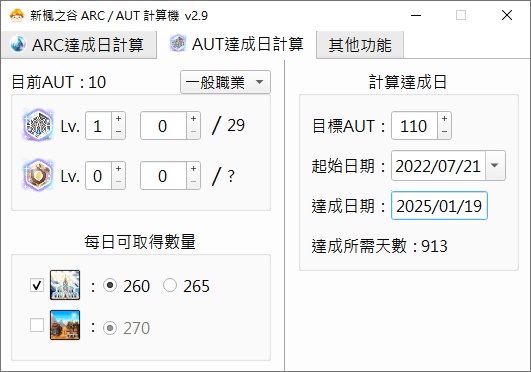 新楓之谷 ARC / AUT 計算機 v2.9
ARC達成日計算
AUT達成日計算
其他功能
目前AUT : 10
一般職業
Lv. 1 0 / 29
Lv. 0 0 / ?
每日可取得數量
: 260 265
: 270
計算達成日
目標AUT : 110
起始日期 : 2022/07/21
達成日期 : 2025/01/19
達成所需天數 : 913